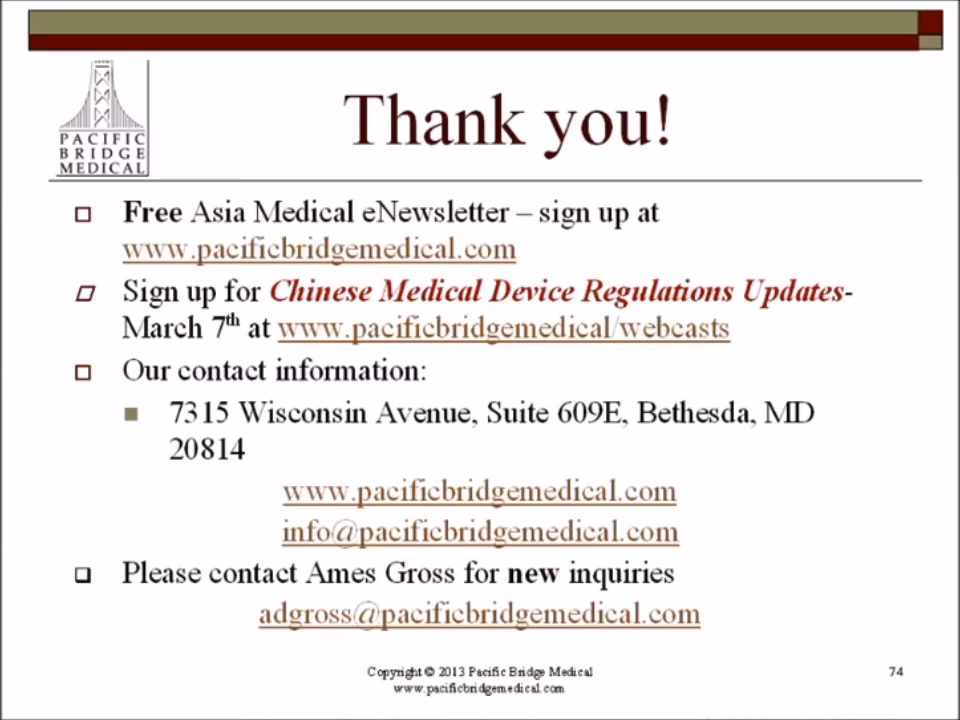 PACIFIC
BRIDGE
MEDICAL
Thank you!
Free Asia Medical eNewsletter – sign up at
www.pacificbridgemedical.com
Sign up for Chinese Medical Device Regulations Updates-
March 7th at www.pacificbridgemedical/webcasts
Our contact information:
7315 Wisconsin Avenue, Suite 609E, Bethesda, MD
20814
www.pacificbridgemedical.com
info@pacificbridgemedical.com
Please contact Ames Gross for new inquiries
adgross@pacificbridgemedical.com
Copyright © 2013 Pacific Bridge Medical
www.pacificbridgemedical.com
74